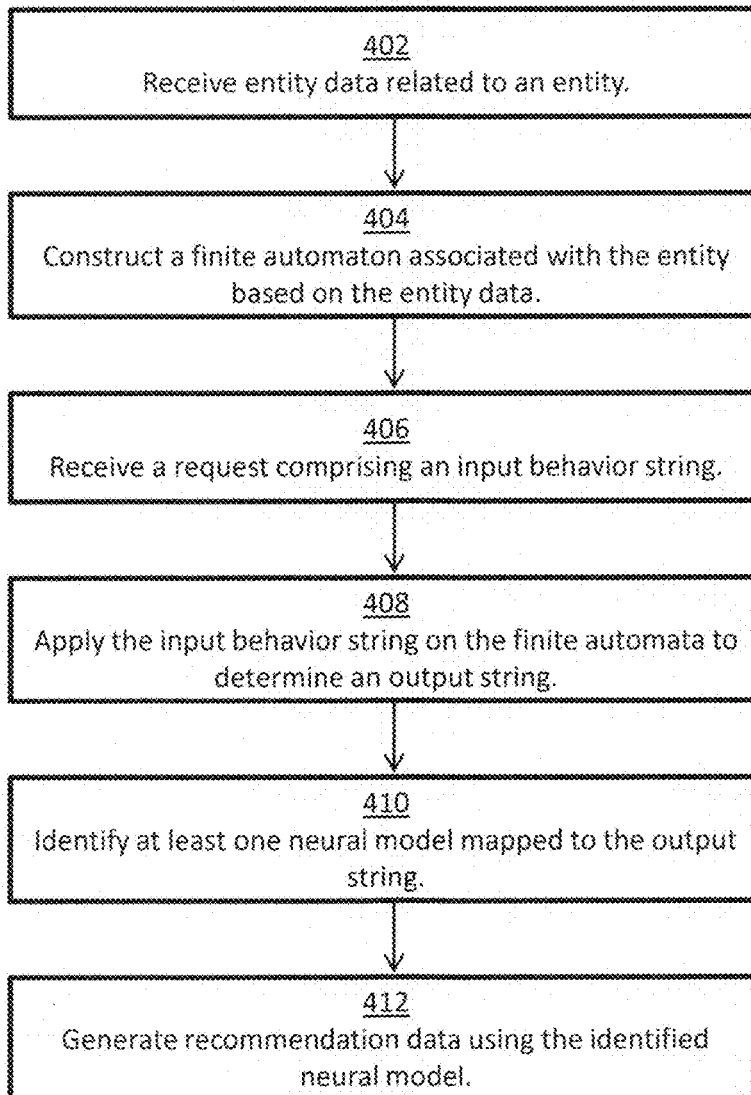 402
Receive entity data related to an entity.
404
Construct a finite automaton associated with the entity
based on the entity data.
406
Receive a request comprising an input behavior string.
408
Apply the input behavior string on the finite automata to
determine an output string.
410
Identify at least one neural model mapped to the output
string.
412
Generate recommendation data using the identified
neural model.